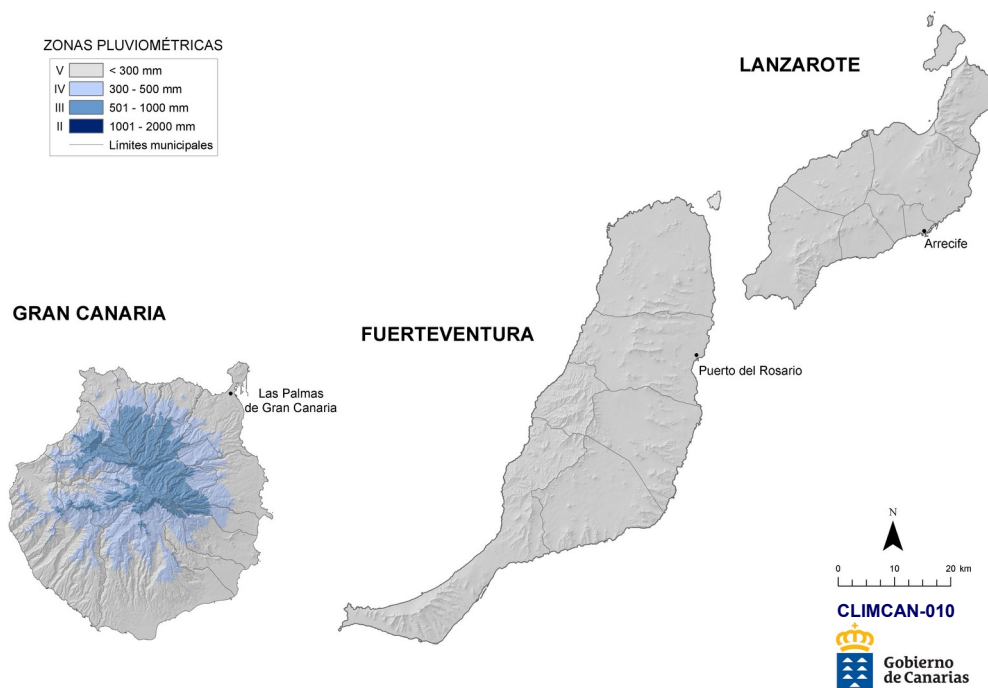 ZONAS PLUVIOMÉTRICAS
V < 300 mm
IV 300 - 500 mm
III 501 - 1000 mm
II 1001 - 2000 mm
Límites municipales
LANZAROTE
Arrecife
GRAN CANARIA
FUERTEVENTURA
Puerto del Rosario
Las Palmas
de Gran Canaria
N
0 10 20 km
CLIMCAN-010
Gobierno
de Canarias